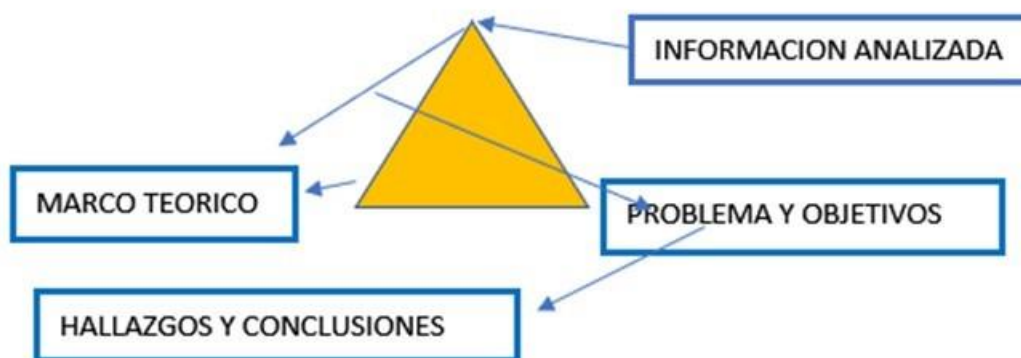 INFORMACION ANALIZADA
MARCO TEORICO
PROBLEMA Y OBJETIVOS
HALLAZGOS Y CONCLUSIONES